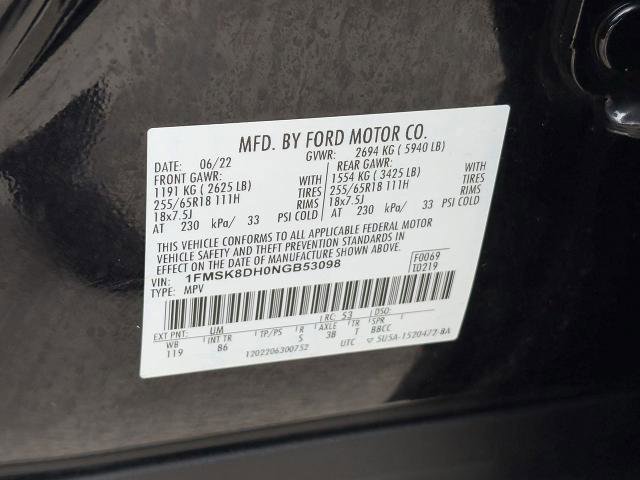 MFD. BY FORD MOTOR CO.
DATE: 06/22 GVWR: 2694 KG ( 5940 LB)
FRONT GAWR: REAR GAWR:
1191 KG ( 2625 LB) WITH 1554 KG ( 3425 LB) WITH
255/65R18 111H TIRES 255/65R18 111H TIRES
18x7.5J RIMS 18x7.5J RIMS
AT 230 kPa/ 33 PSI COLD AT 230 kPa/ 33 PSI COLD
THIS VEHICLE CONFORMS TO ALL APPLICABLE FEDERAL MOTOR
VEHICLE SAFETY AND THEFT PREVENTION STANDARDS IN
EFFECT ON THE DATE OF MANUFACTURE SHOWN ABOVE.
VIN: 1FMSK8DH0NGB53098 F0069
TYPE: MPV T0219
EXT PNT: UM RC: 53 DSO:
WB INT TR TP/PS R AXLE TR SPR
119 86 S 3B T BBCC
1202206300752 UTC 5U5A-1520472-BA